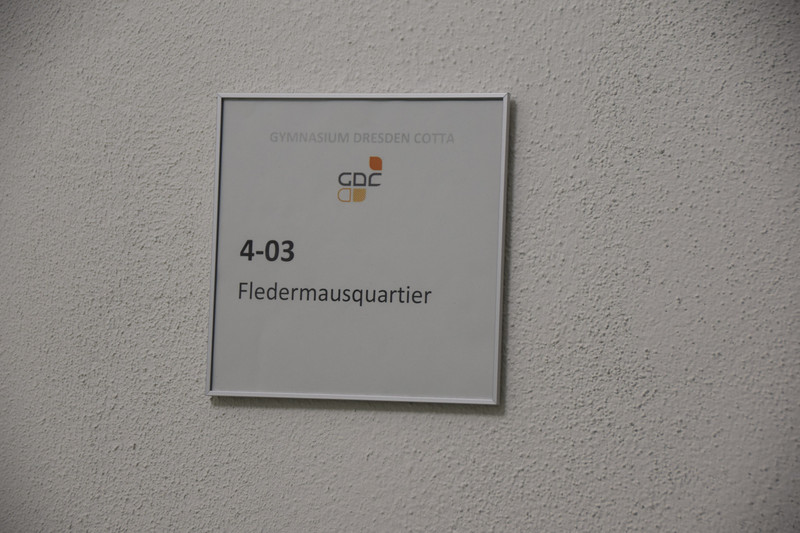 GYMNASIUM DRESDEN COTTA
GDC
4-03
Fledermausquartier